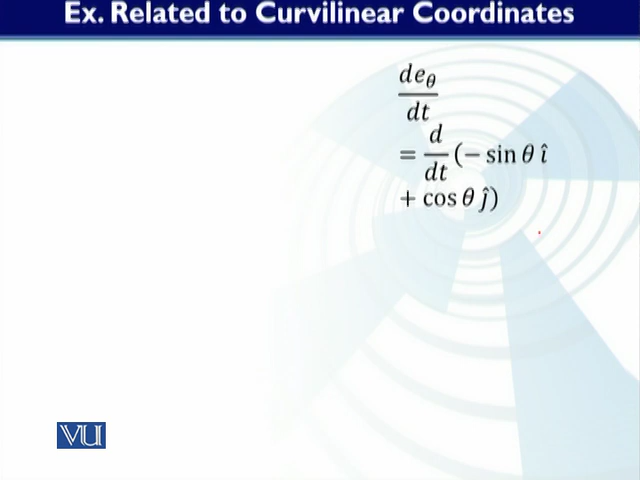 Ex. Related to Curvilinear Coordinates
de_θ
dt
= d/dt (− sin θ î
+ cos θ ĵ)
VU